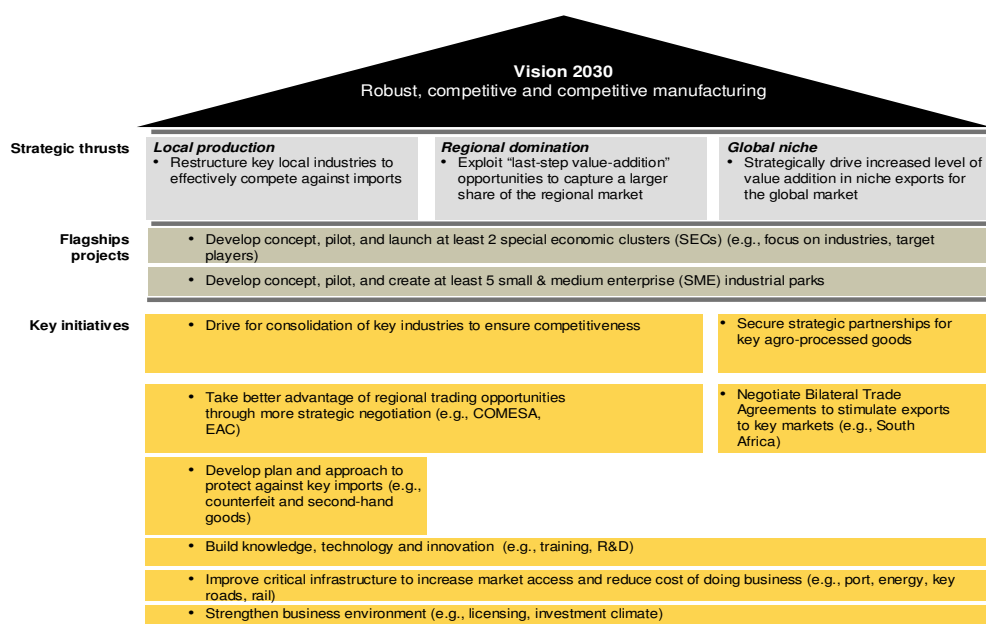 Vision 2030
Robust, competitive and competitive manufacturing
Strategic thrusts
Local production
• Restructure key local industries to
effectively compete against imports
Regional domination
• Exploit “last-step value-addition”
opportunities to capture a larger
share of the regional market
Global niche
• Strategically drive increased level of
value addition in niche exports for
the global market
Flagships
projects
• Develop concept, pilot, and launch at least 2 special economic clusters (SECs) (e.g., focus on industries, target
players)
• Develop concept, pilot, and create at least 5 small & medium enterprise (SME) industrial parks
Key initiatives
• Drive for consolidation of key industries to ensure competitiveness
• Secure strategic partnerships for
key agro-processed goods
• Take better advantage of regional trading opportunities
through more strategic negotiation (e.g., COMESA,
EAC)
• Negotiate Bilateral Trade
Agreements to stimulate exports
to key markets (e.g., South
Africa)
• Develop plan and approach to
protect against key imports (e.g.,
counterfeit and second-hand
goods)
• Build knowledge, technology and innovation (e.g., training, R&D)
• Improve critical infrastructure to increase market access and reduce cost of doing business (e.g., port, energy, key
roads, rail)
• Strengthen business environment (e.g., licensing, investment climate)